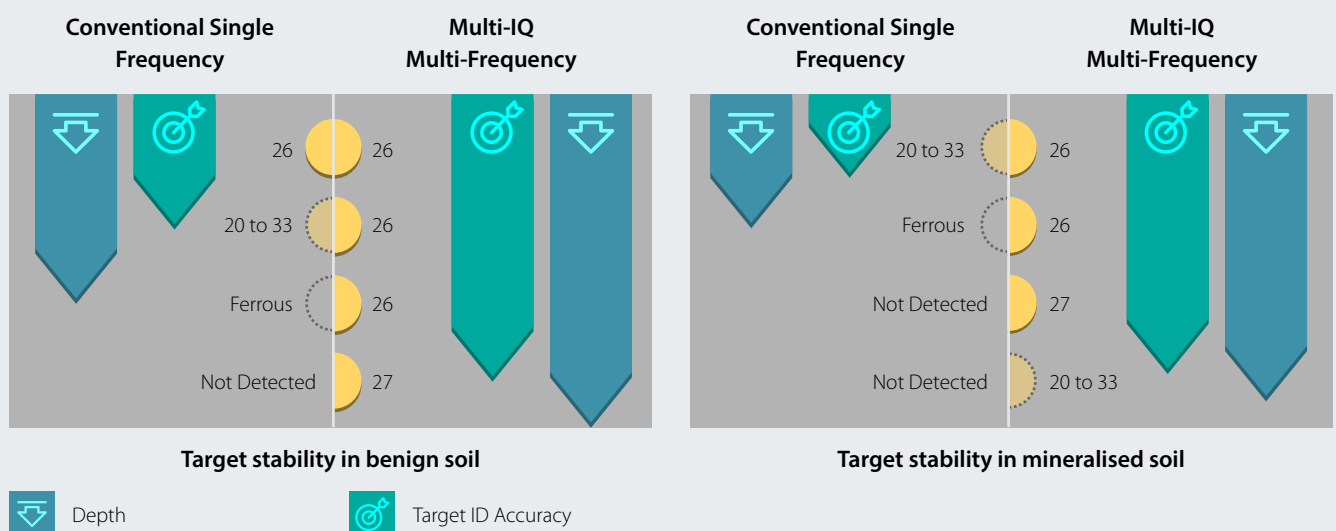 Conventional Single
Frequency
Multi-IQ
Multi-Frequency
26
26
20 to 33
26
Ferrous
26
Not Detected
27
Target stability in benign soil
Conventional Single
Frequency
Multi-IQ
Multi-Frequency
20 to 33
26
Ferrous
26
Not Detected
27
Not Detected
20 to 33
Target stability in mineralised soil
Depth
Target ID Accuracy